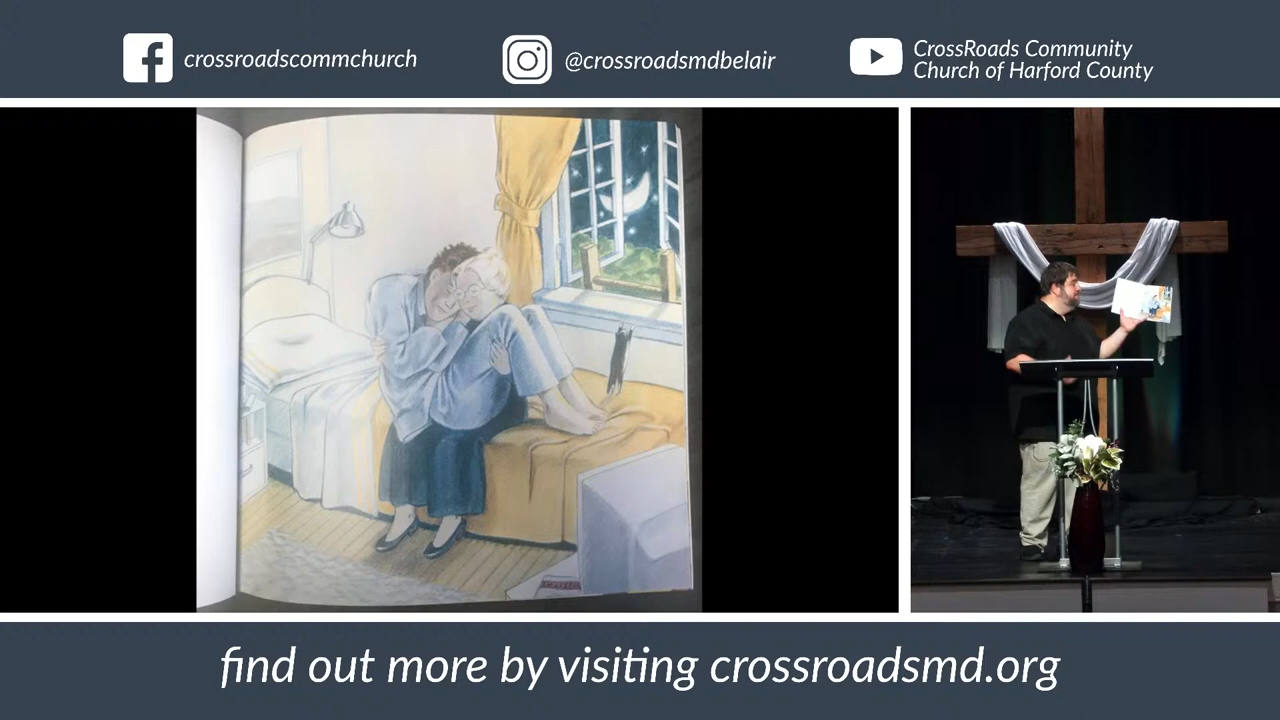 crossroadscommchurch
@crossroadsmdbelair
CrossRoads Community
Church of Harford County
find out more by visiting crossroadsmd.org